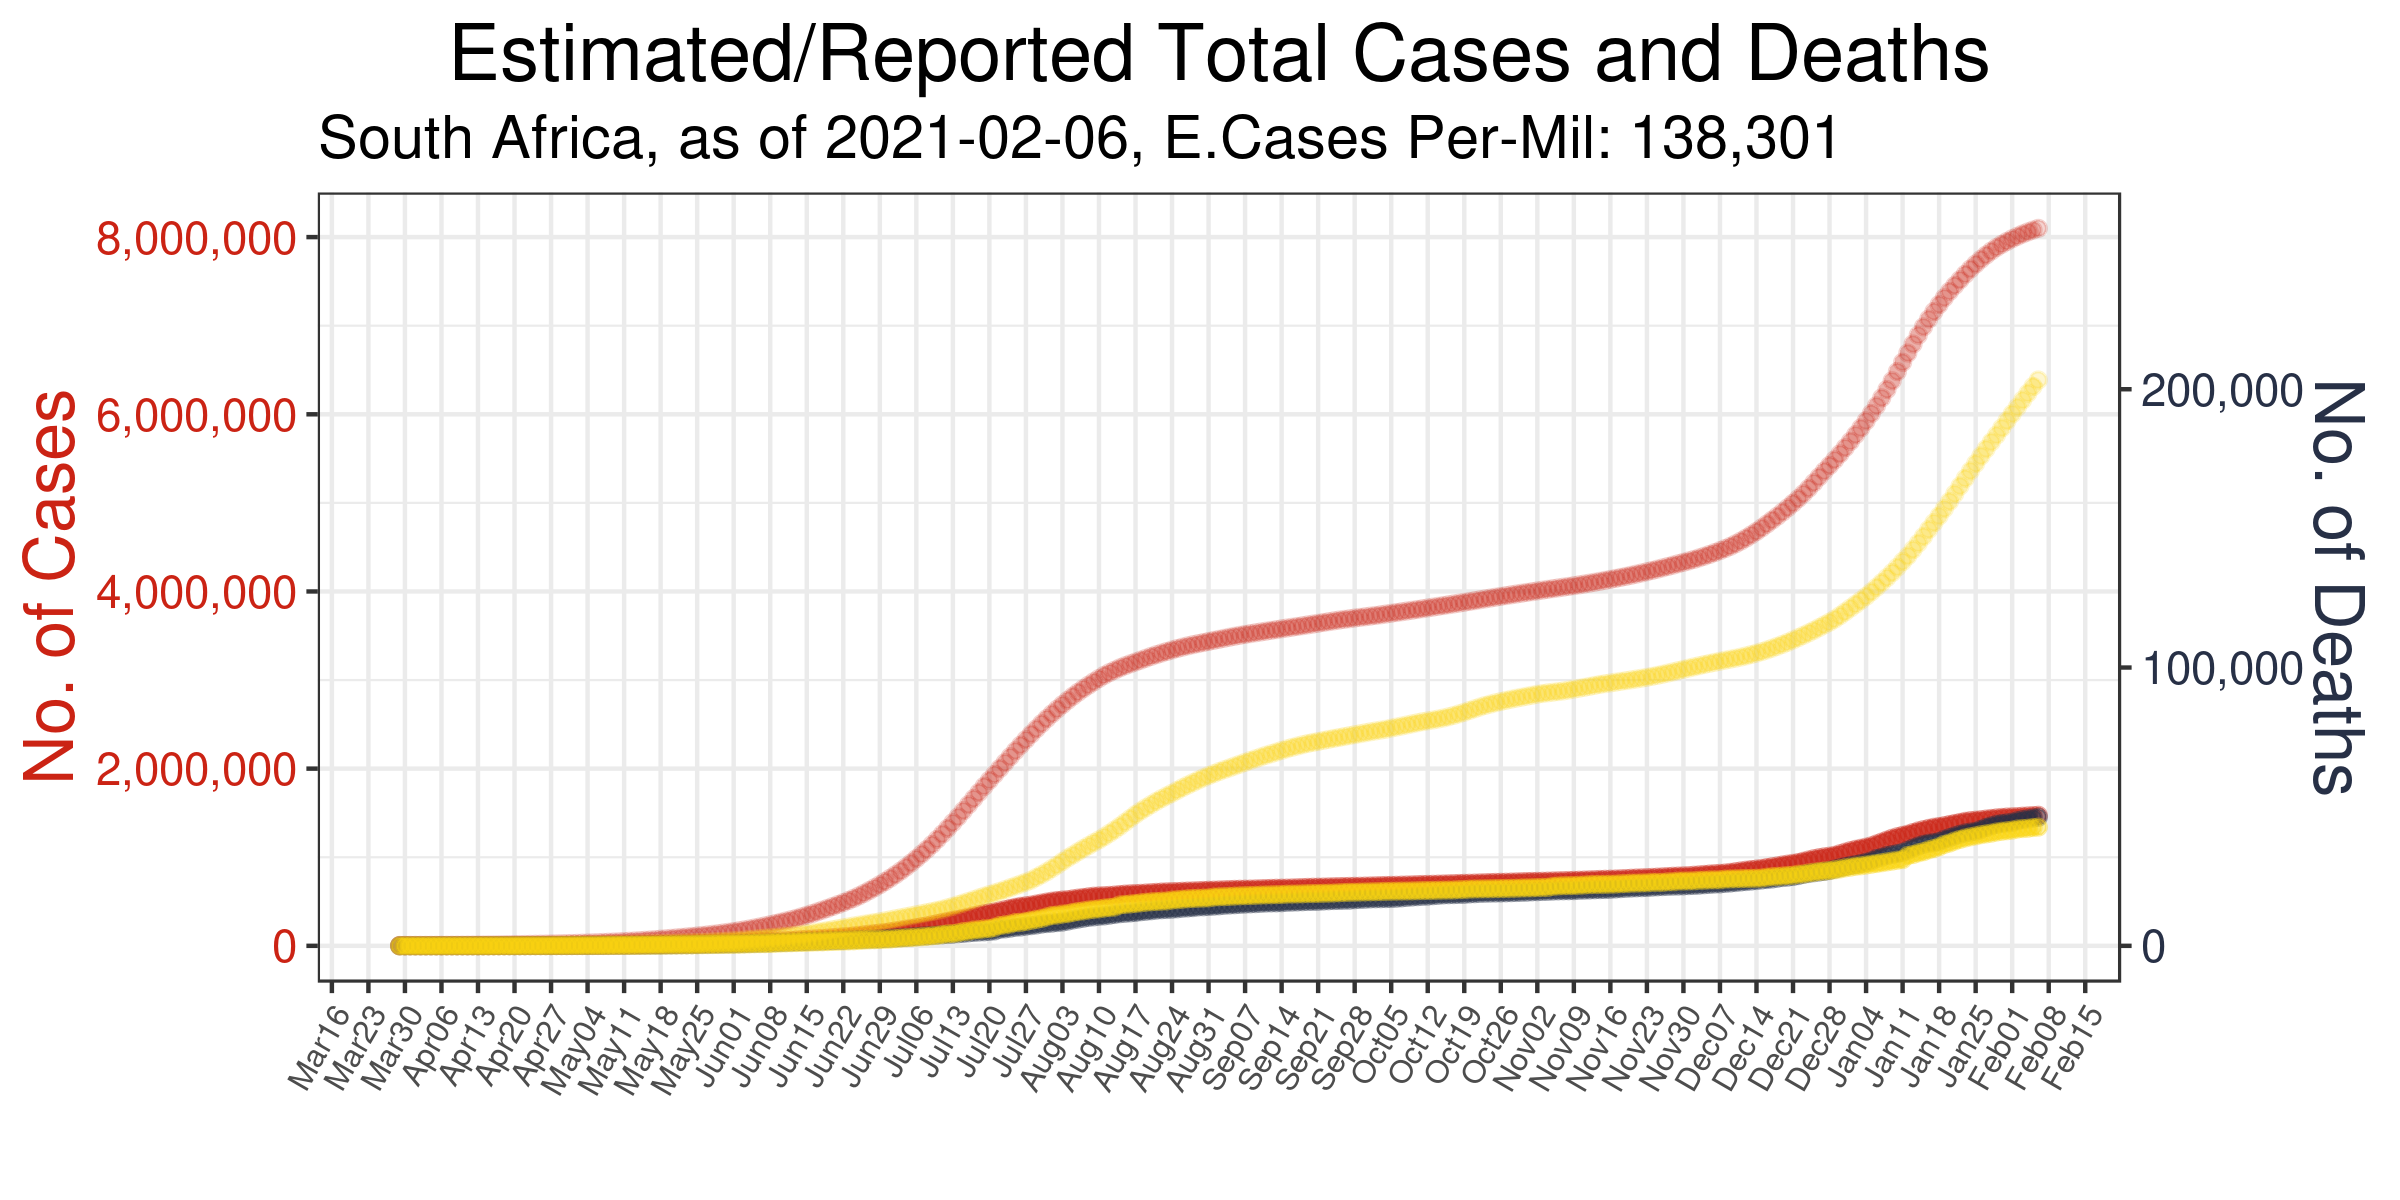 Estimated/Reported Total Cases and Deaths
South Africa, as of 2021-02-06, E.Cases Per-Mil: 138,301
No. of Cases
8,000,000
6,000,000
4,000,000
2,000,000
0
200,000
100,000
0
No. of Deaths
Mar16
Mar23
Mar30
Apr06
Apr13
Apr20
Apr27
May04
May11
May18
May25
Jun01
Jun08
Jun15
Jun22
Jun29
Jul06
Jul13
Jul20
Jul27
Aug03
Aug10
Aug17
Aug24
Aug31
Sep07
Sep14
Sep21
Sep28
Oct05
Oct12
Oct19
Oct26
Nov02
Nov09
Nov16
Nov23
Nov30
Dec07
Dec14
Dec21
Dec28
Jan04
Jan11
Jan18
Jan25
Feb01
Feb08
Feb15